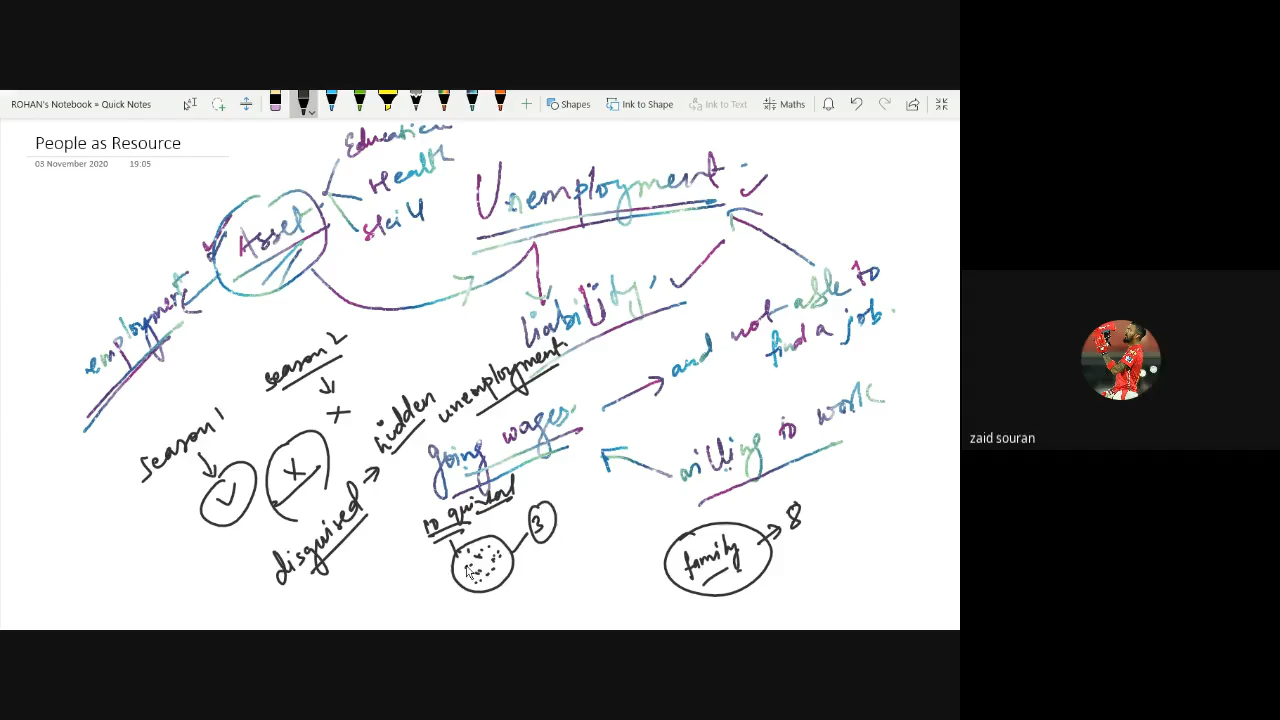 ROHAN's Notebook » Quick Notes
Shapes
Ink to Shape
Ink to Text
Maths
People as Resource
03 November 2020 19:05
Education
Health
Skill
Asset
employment
Unemployment
Liability
and not able to
find a job.
willing to work
going wages.
season 2
×
season 1
×
disguised → hidden
unemployment
10 quintal
3
family → 8
zaid souran